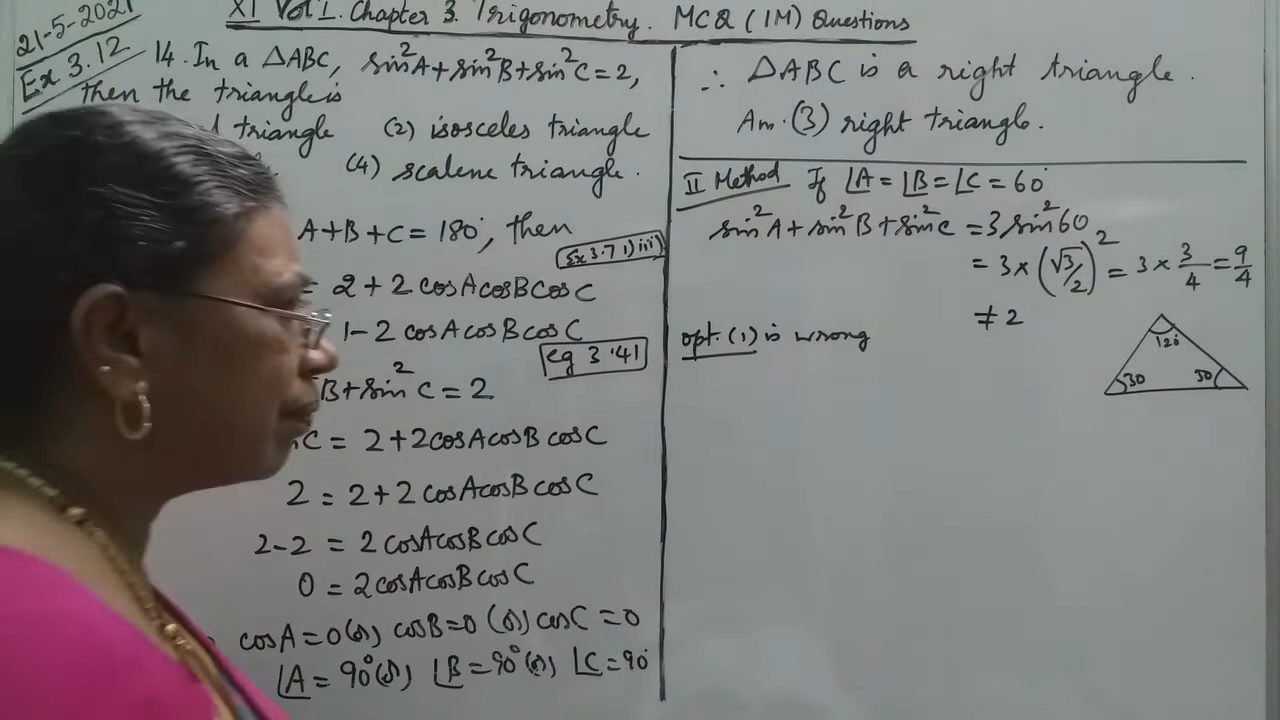 XI Vol I. Chapter 3. Trigonometry. MCQ (1M) Questions
21-5-2021
Ex 3.12
14. In a ΔABC, sin²A+sin²B+sin²C=2,
then the triangle is
triangle (2) isosceles triangle
(4) scalene triangle.
A+B+C=180°, then
Ex 3.7 1) iii)
= 2+2 cosA cosB cosC
1-2 cosA cosB cosC
eg 3.41
B+sin²C=2
C = 2+2cosA cosB cosC
2 = 2+2 cosA cosB cosC
2-2 = 2 cosA cosB cosC
0 = 2cosA cosB cosC
cosA=0(or) cosB=0 (or) cosC=0
∠A=90°(or) ∠B=90°(or) ∠C=90°
∴ ΔABC is a right triangle.
Ans. (3) right triangle.
II Method If ∠A=∠B=∠C=60°
sin²A+sin²B+sin²C =3 sin²60
= 3×(√3/2)² = 3×3/4=9/4
≠2
opt. (1) is wrong
120
30
30